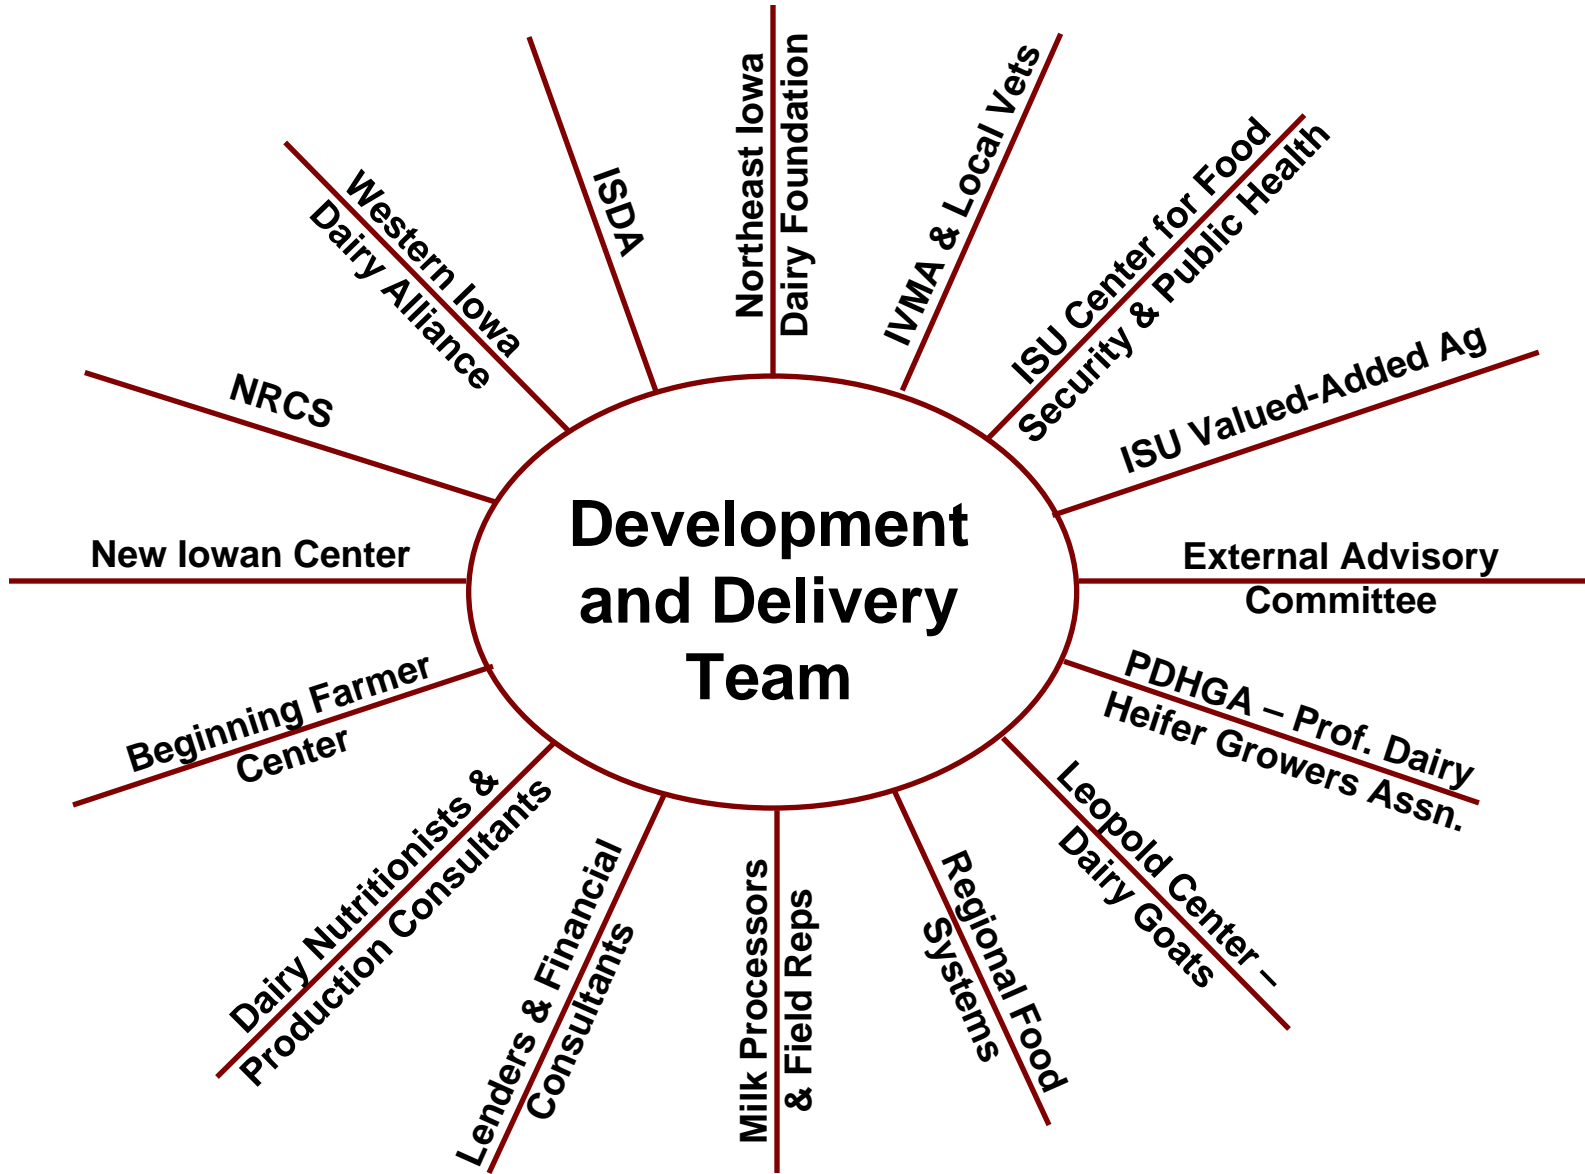 Development
and Delivery
Team
Northeast Iowa
Dairy Foundation
IVMA & Local Vets
ISU Center for Food
Security & Public Health
ISU Valued-Added Ag
External Advisory
Committee
PDHGA – Prof. Dairy
Heifer Growers Assn.
Leopold Center –
Dairy Goats
Regional Food
Systems
Milk Processors
& Field Reps
Lenders & Financial
Consultants
Dairy Nutritionists &
Production Consultants
Beginning Farmer
Center
New Iowan Center
NRCS
Western Iowa
Dairy Alliance
ISDA